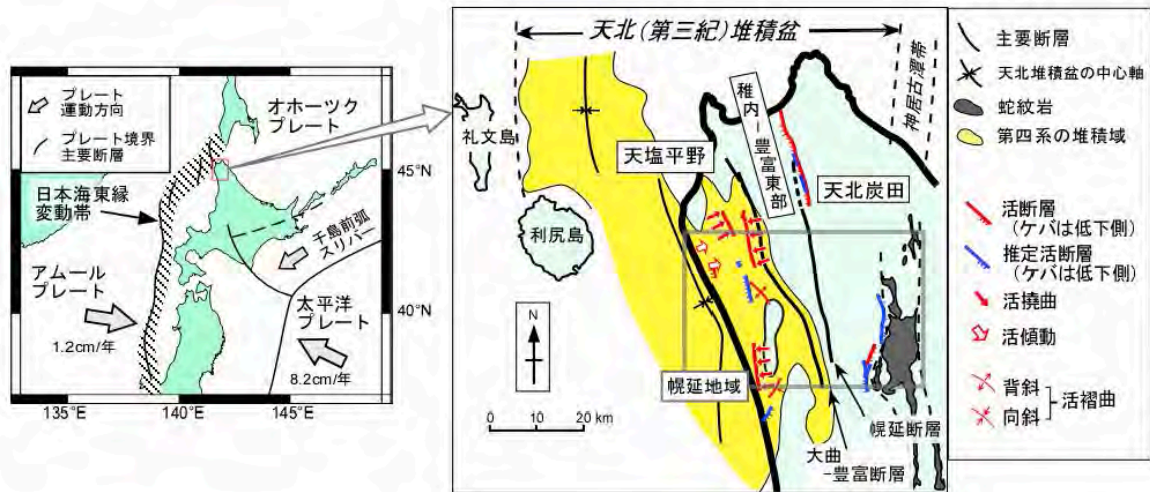 プレート
運動方向
プレート境界
主要断層
オホーツク
プレート
45°N
日本海東縁
変動帯
千島前弧
スリバー
アムール
プレート
太平洋
プレート
40°N
1.2cm/年
8.2cm/年
135°E
140°E
145°E
天北(第三紀)堆積盆
神居古潭帯
礼文島
稚内
豊富東部
天塩平野
天北炭田
利尻島
N
幌延地域
0 10 20 km
幌延断層
大曲
-豊富断層
主要断層
天北堆積盆の中心軸
蛇紋岩
第四系の堆積域
活断層
(ケバは低下側)
推定活断層
(ケバは低下側)
活撓曲
活傾動
背斜
向斜
活褶曲